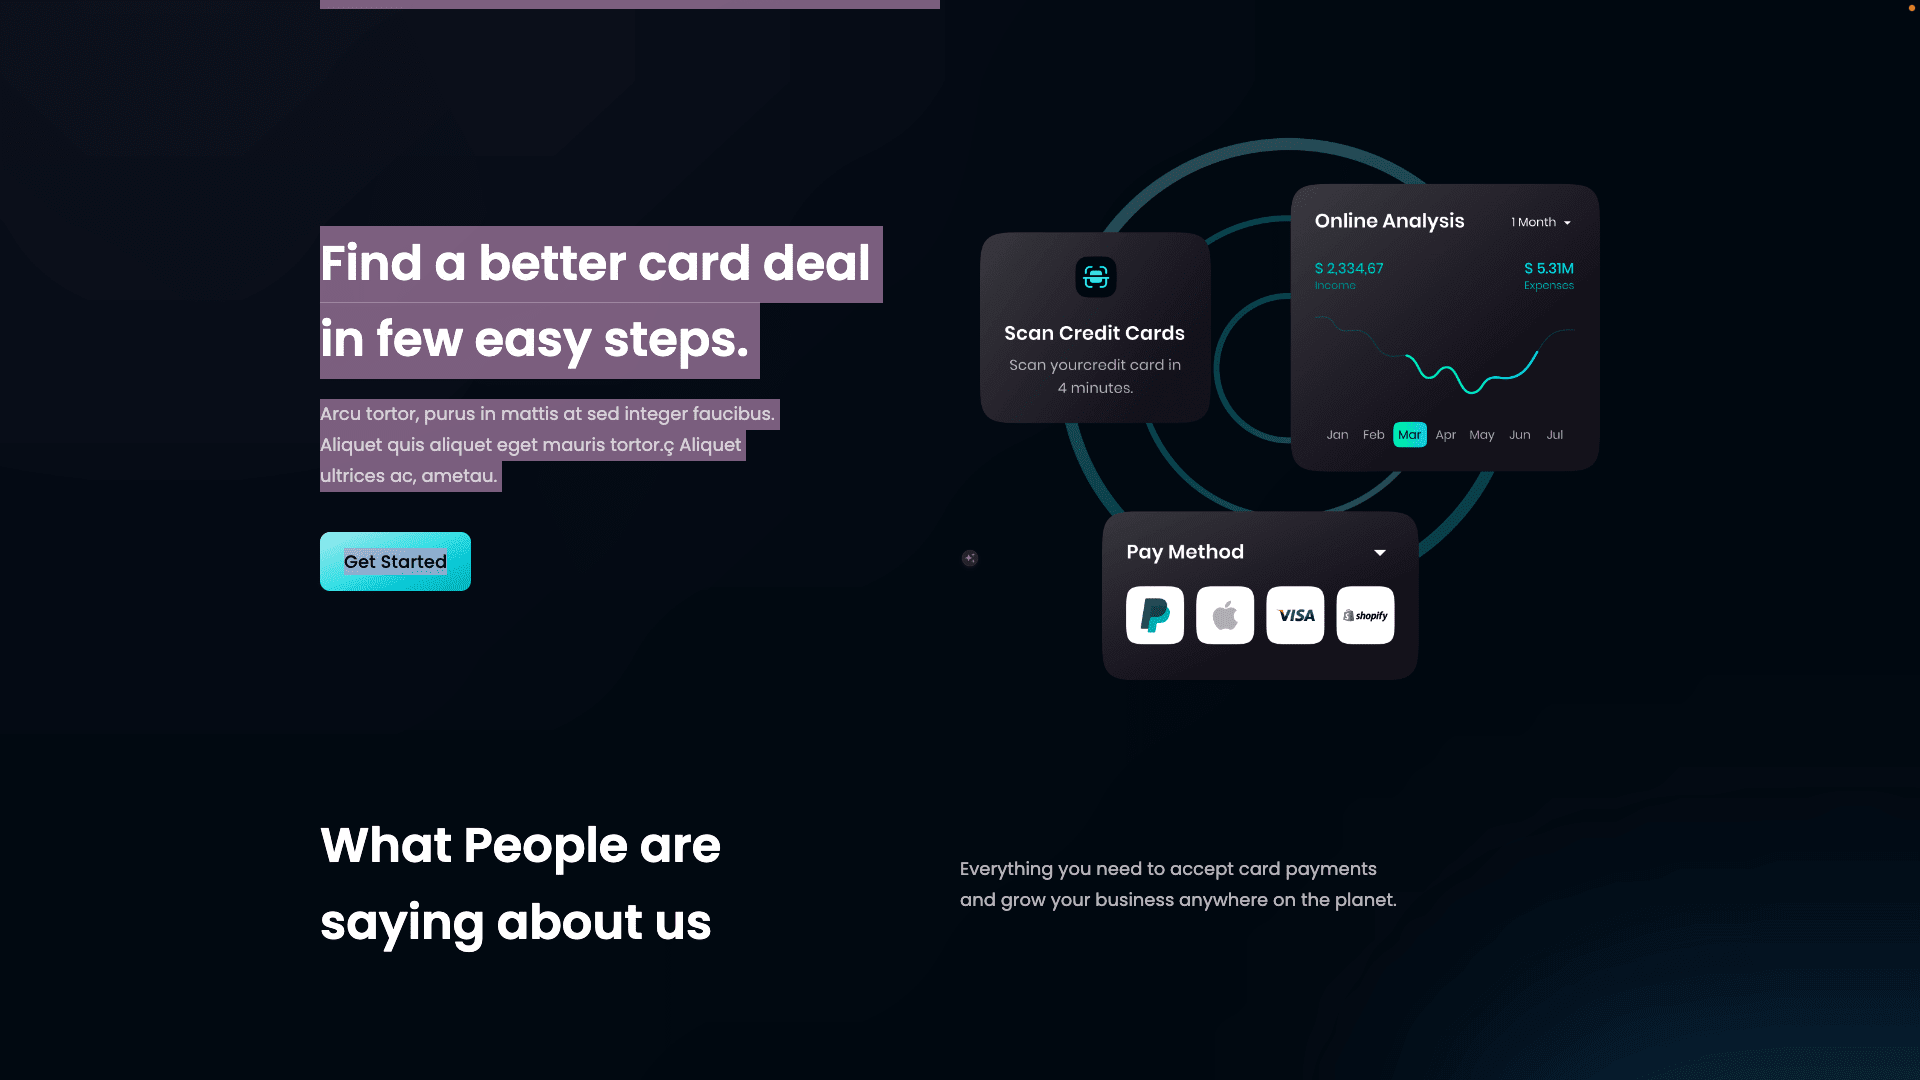 Find a better card deal
in few easy steps.
Arcu tortor, purus in mattis at sed integer faucibus.
Aliquet quis aliquet eget mauris tortor.ç Aliquet
ultrices ac, ametau.
Get Started
Scan Credit Cards
Scan yourcredit card in
4 minutes.
Online Analysis
1 Month
$ 2,334,67
$ 5.31M
Income
Expenses
Jan Feb Mar Apr May Jun Jul
Pay Method
VISA
shopify
What People are
saying about us
Everything you need to accept card payments
and grow your business anywhere on the planet.